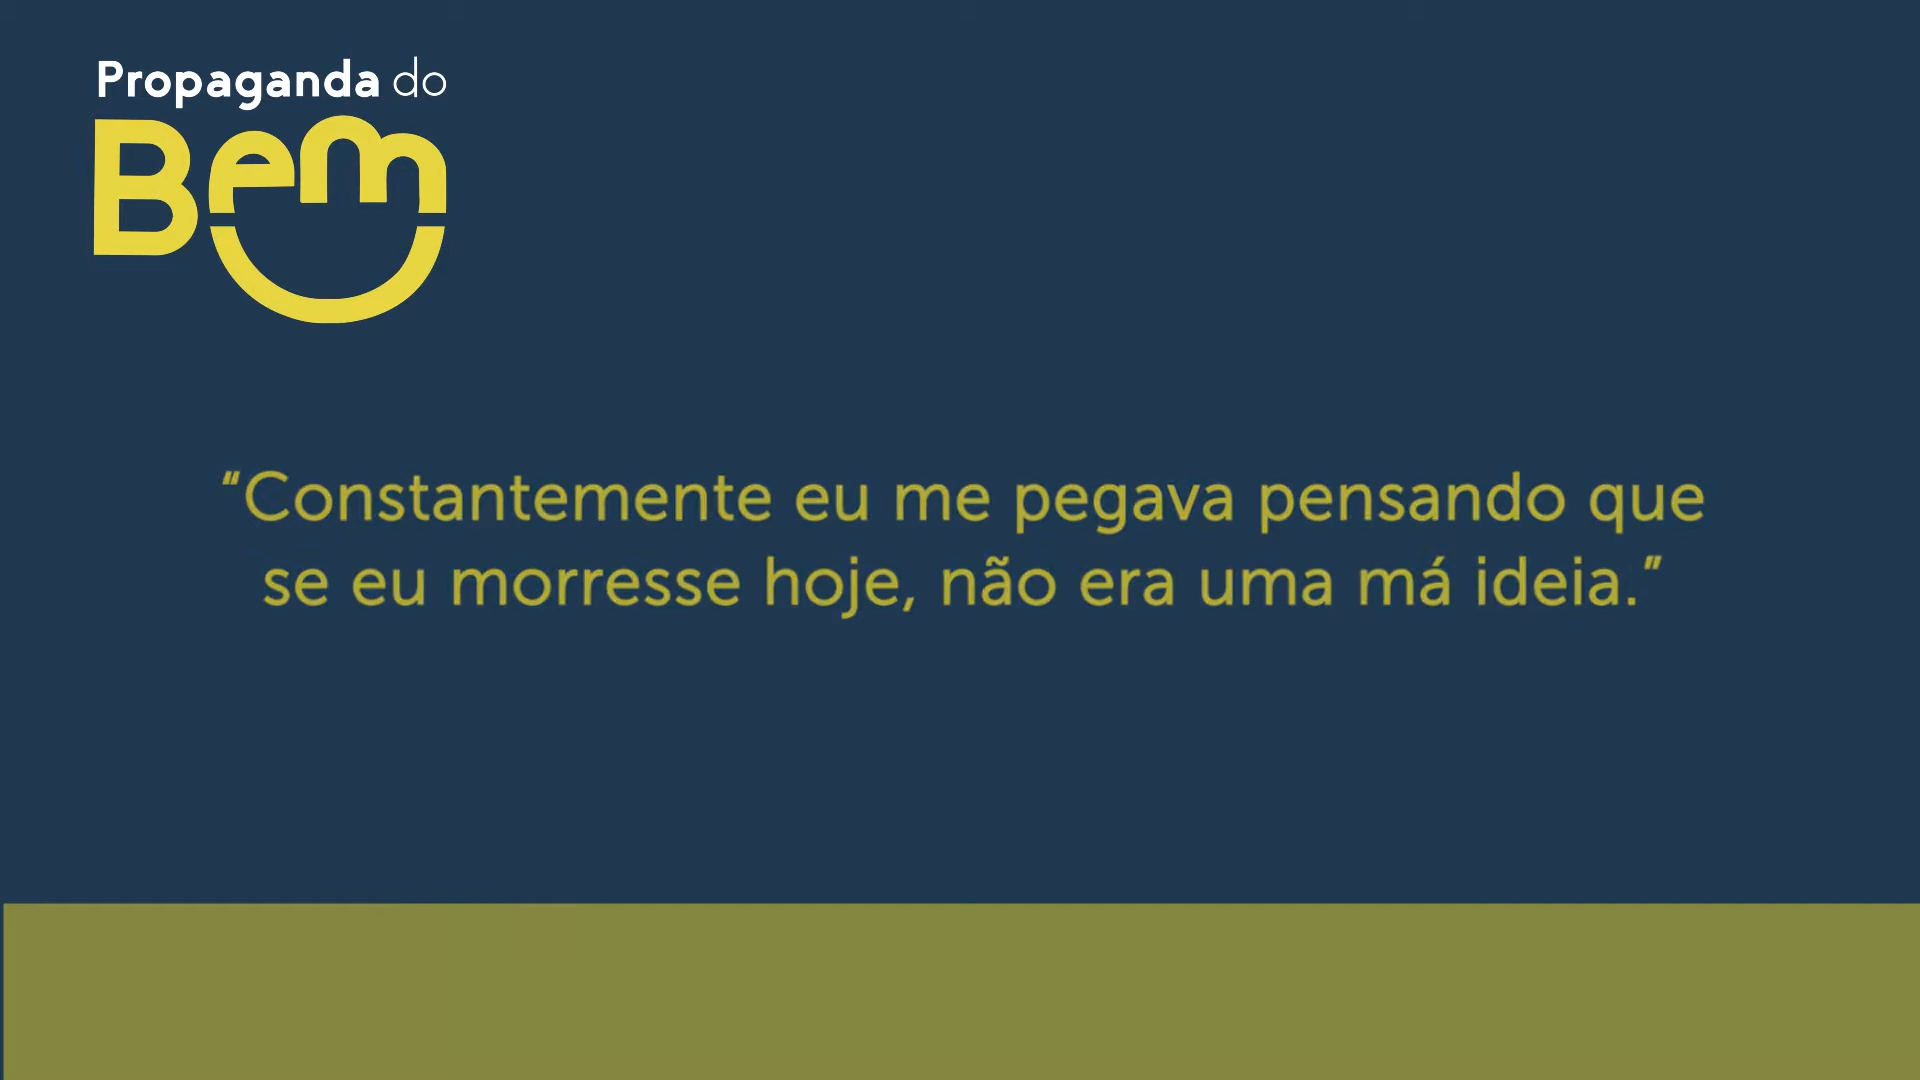 Propaganda do
Bem
“Constantemente eu me pegava pensando que
se eu morresse hoje, não era uma má ideia.”